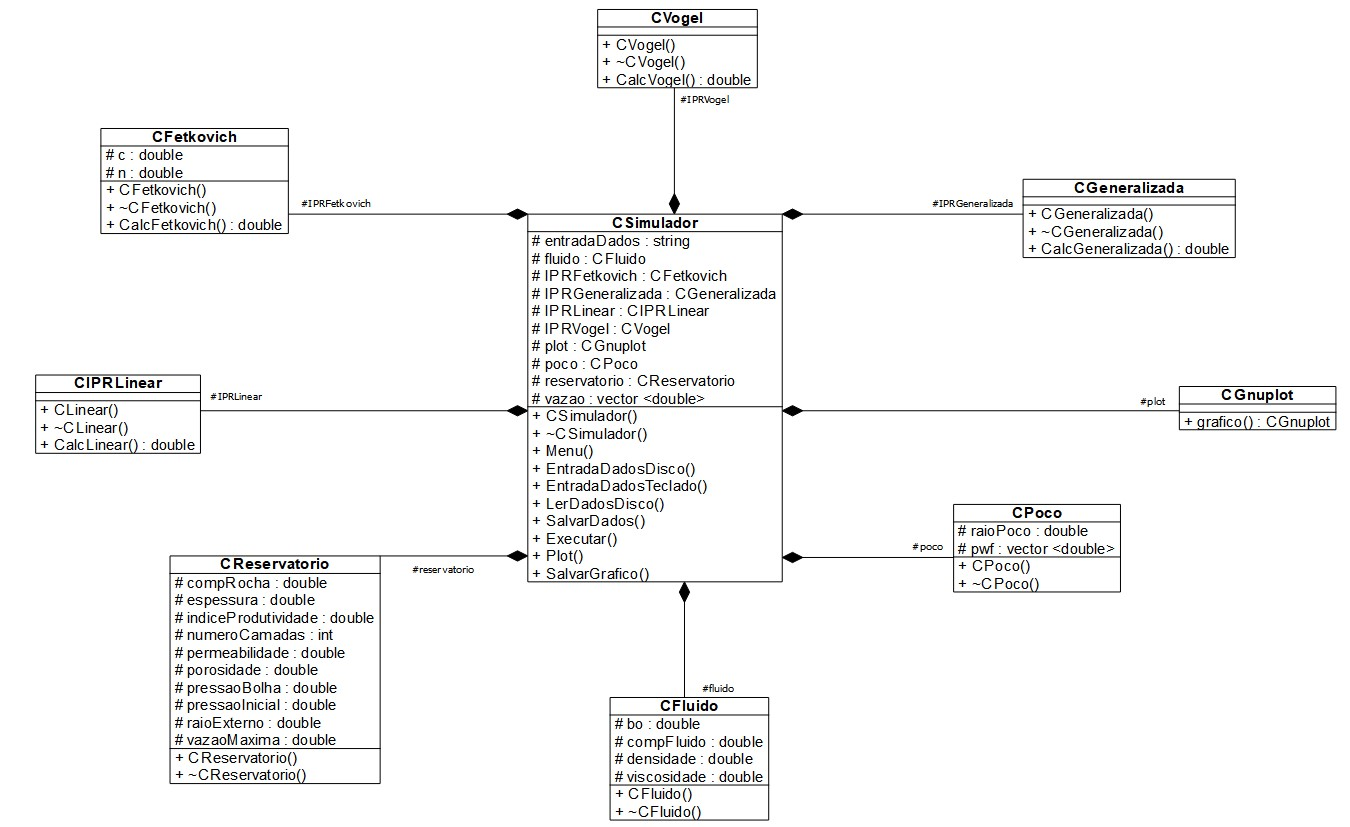 CVogel
+ CVogel()
+ ~CVogel()
+ CalcVogel() : double
#IPRVogel
CFetkovich
# c : double
# n : double
+ CFetkovich()
+ ~CFetkovich()
+ CalcFetkovich() : double
#IPRFetkovich
CGeneralizada
+ CGeneralizada()
+ ~CGeneralizada()
+ CalcGeneralizada() : double
#IPRGeneralizada
CSimulador
# entradaDados : string
# fluido : CFluido
# IPRFetkovich : CFetkovich
# IPRGeneralizada : CGeneralizada
# IPRLinear : CIPRLinear
# IPRVogel : CVogel
# plot : CGnuplot
# poco : CPoco
# reservatorio : CReservatorio
# vazao : vector <double>
+ CSimulador()
+ ~CSimulador()
+ Menu()
+ EntradaDadosDisco()
+ EntradaDadosTeclado()
+ LerDadosDisco()
+ SalvarDados()
+ Executar()
+ Plot()
+ SalvarGrafico()
CIPRLinear
+ CLinear()
+ ~CLinear()
+ CalcLinear() : double
#IPRLinear
CGnuplot
+ grafico() : CGnuplot
#plot
CPoco
# raioPoco : double
# pwf : vector <double>
+ CPoco()
+ ~CPoco()
#poco
CReservatorio
# compRocha : double
# espessura : double
# indiceProdutividade : double
# numeroCamadas : int
# permeabilidade : double
# porosidade : double
# pressaoBolha : double
# pressaoInicial : double
# raioExterno : double
# vazaoMaxima : double
+ CReservatorio()
+ ~CReservatorio()
#reservatorio
#fluido
CFluido
# bo : double
# compFluido : double
# densidade : double
# viscosidade : double
+ CFluido()
+ ~CFluido()